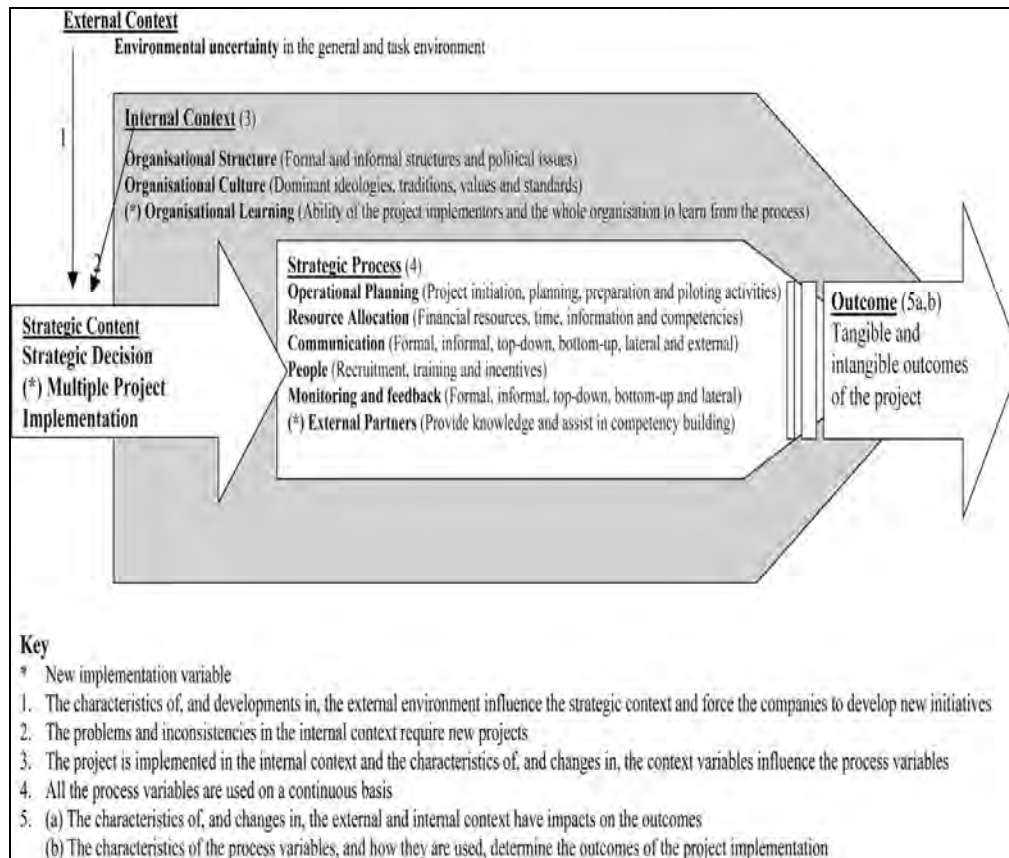 External Context
Environmental uncertainty in the general and task environment
1
Internal Context (3)
Organisational Structure (Formal and informal structures and political issues)
Organisational Culture (Dominant ideologies, traditions, values and standards)
(*) Organisational Learning (Ability of the project implementors and the whole organisation to learn from the process)
2
Strategic Content
Strategic Decision
(*) Multiple Project
Implementation
Strategic Process (4)
Operational Planning (Project initiation, planning, preparation and piloting activities)
Resource Allocation (Financial resources, time, information and competencies)
Communication (Formal, informal, top-down, bottom-up, lateral and external)
People (Recruitment, training and incentives)
Monitoring and feedback (Formal, informal, top-down, bottom-up and lateral)
(*) External Partners (Provide knowledge and assist in competency building)
Outcome (5a,b)
Tangible and
intangible outcomes
of the project
Key
* New implementation variable
1. The characteristics of, and developments in, the external environment influence the strategic context and force the companies to develop new initiatives
2. The problems and inconsistencies in the internal context require new projects
3. The project is implemented in the internal context and the characteristics of, and changes in, the context variables influence the process variables
4. All the process variables are used on a continuous basis
5. (a) The characteristics of, and changes in, the external and internal context have impacts on the outcomes
(b) The characteristics of the process variables, and how they are used, determine the outcomes of the project implementation